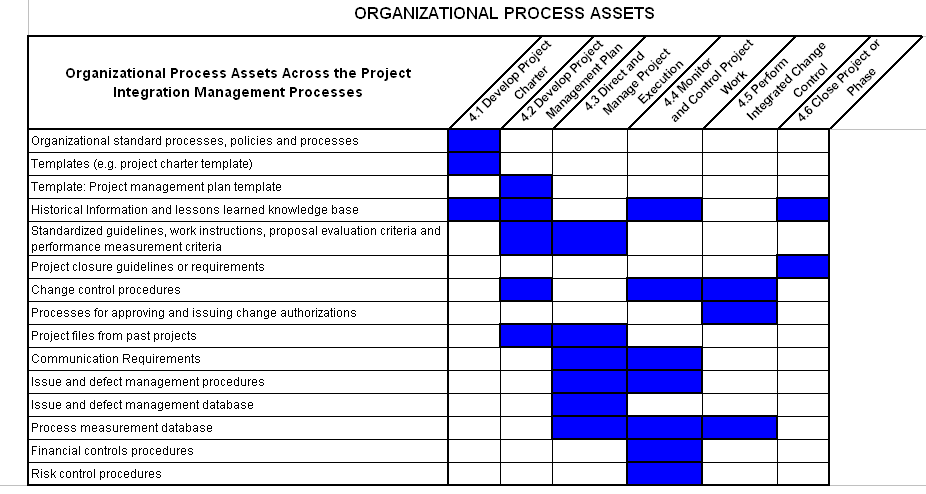 ORGANIZATIONAL PROCESS ASSETS
Organizational Process Assets Across the Project
Integration Management Processes
4.1 Develop Project
Charter
4.2 Develop Project
Management Plan
4.3 Direct and
Manage Project
Execution
4.4 Monitor
and Control Project
Work
4.5 Perform
Integrated Change
Control
4.6 Close Project or
Phase
Organizational standard processes, policies and processes
Templates (e.g. project charter template)
Template: Project management plan template
Historical Information and lessons learned knowledge base
Standardized guidelines, work instructions, proposal evaluation criteria and
performance measurement criteria
Project closure guidelines or requirements
Change control procedures
Processes for approving and issuing change authorizations
Project files from past projects
Communication Requirements
Issue and defect management procedures
Issue and defect management database
Process measurement database
Financial controls procedures
Risk control procedures